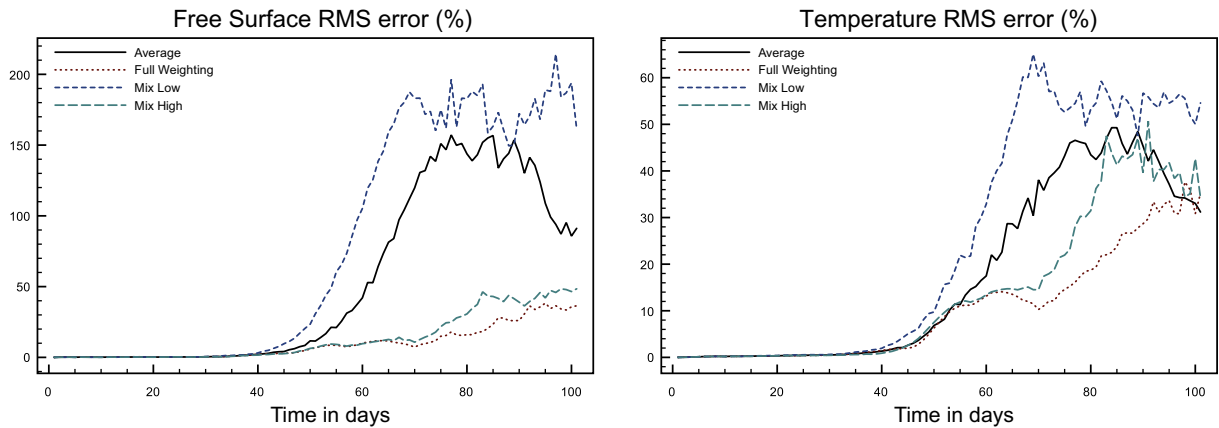 Free Surface RMS error (%)
Average
Full Weighting
Mix Low
Mix High
200
150
100
50
0
0 20 40 60 80 100
Time in days
Temperature RMS error (%)
Average
Full Weighting
Mix Low
Mix High
60
50
40
30
20
10
0
0 20 40 60 80 100
Time in days